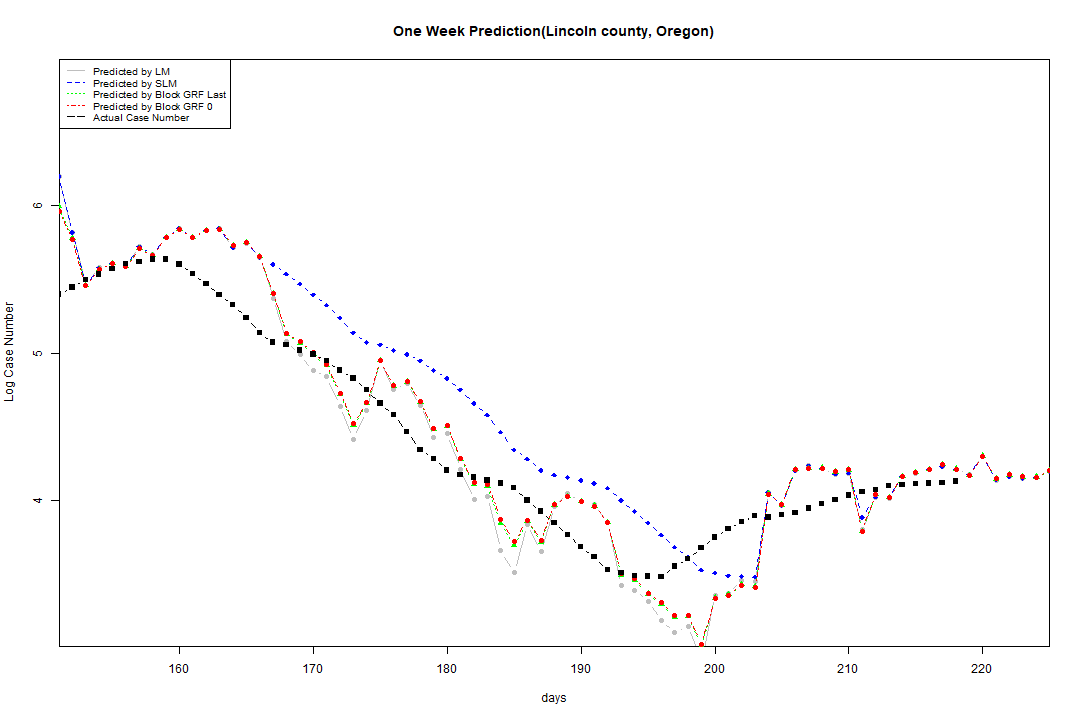 One Week Prediction(Lincoln county, Oregon)
Predicted by LM
Predicted by SLM
Predicted by Block GRF Last
Predicted by Block GRF 0
Actual Case Number
6
5
4
Log Case Number
160 170 180 190 200 210 220
days